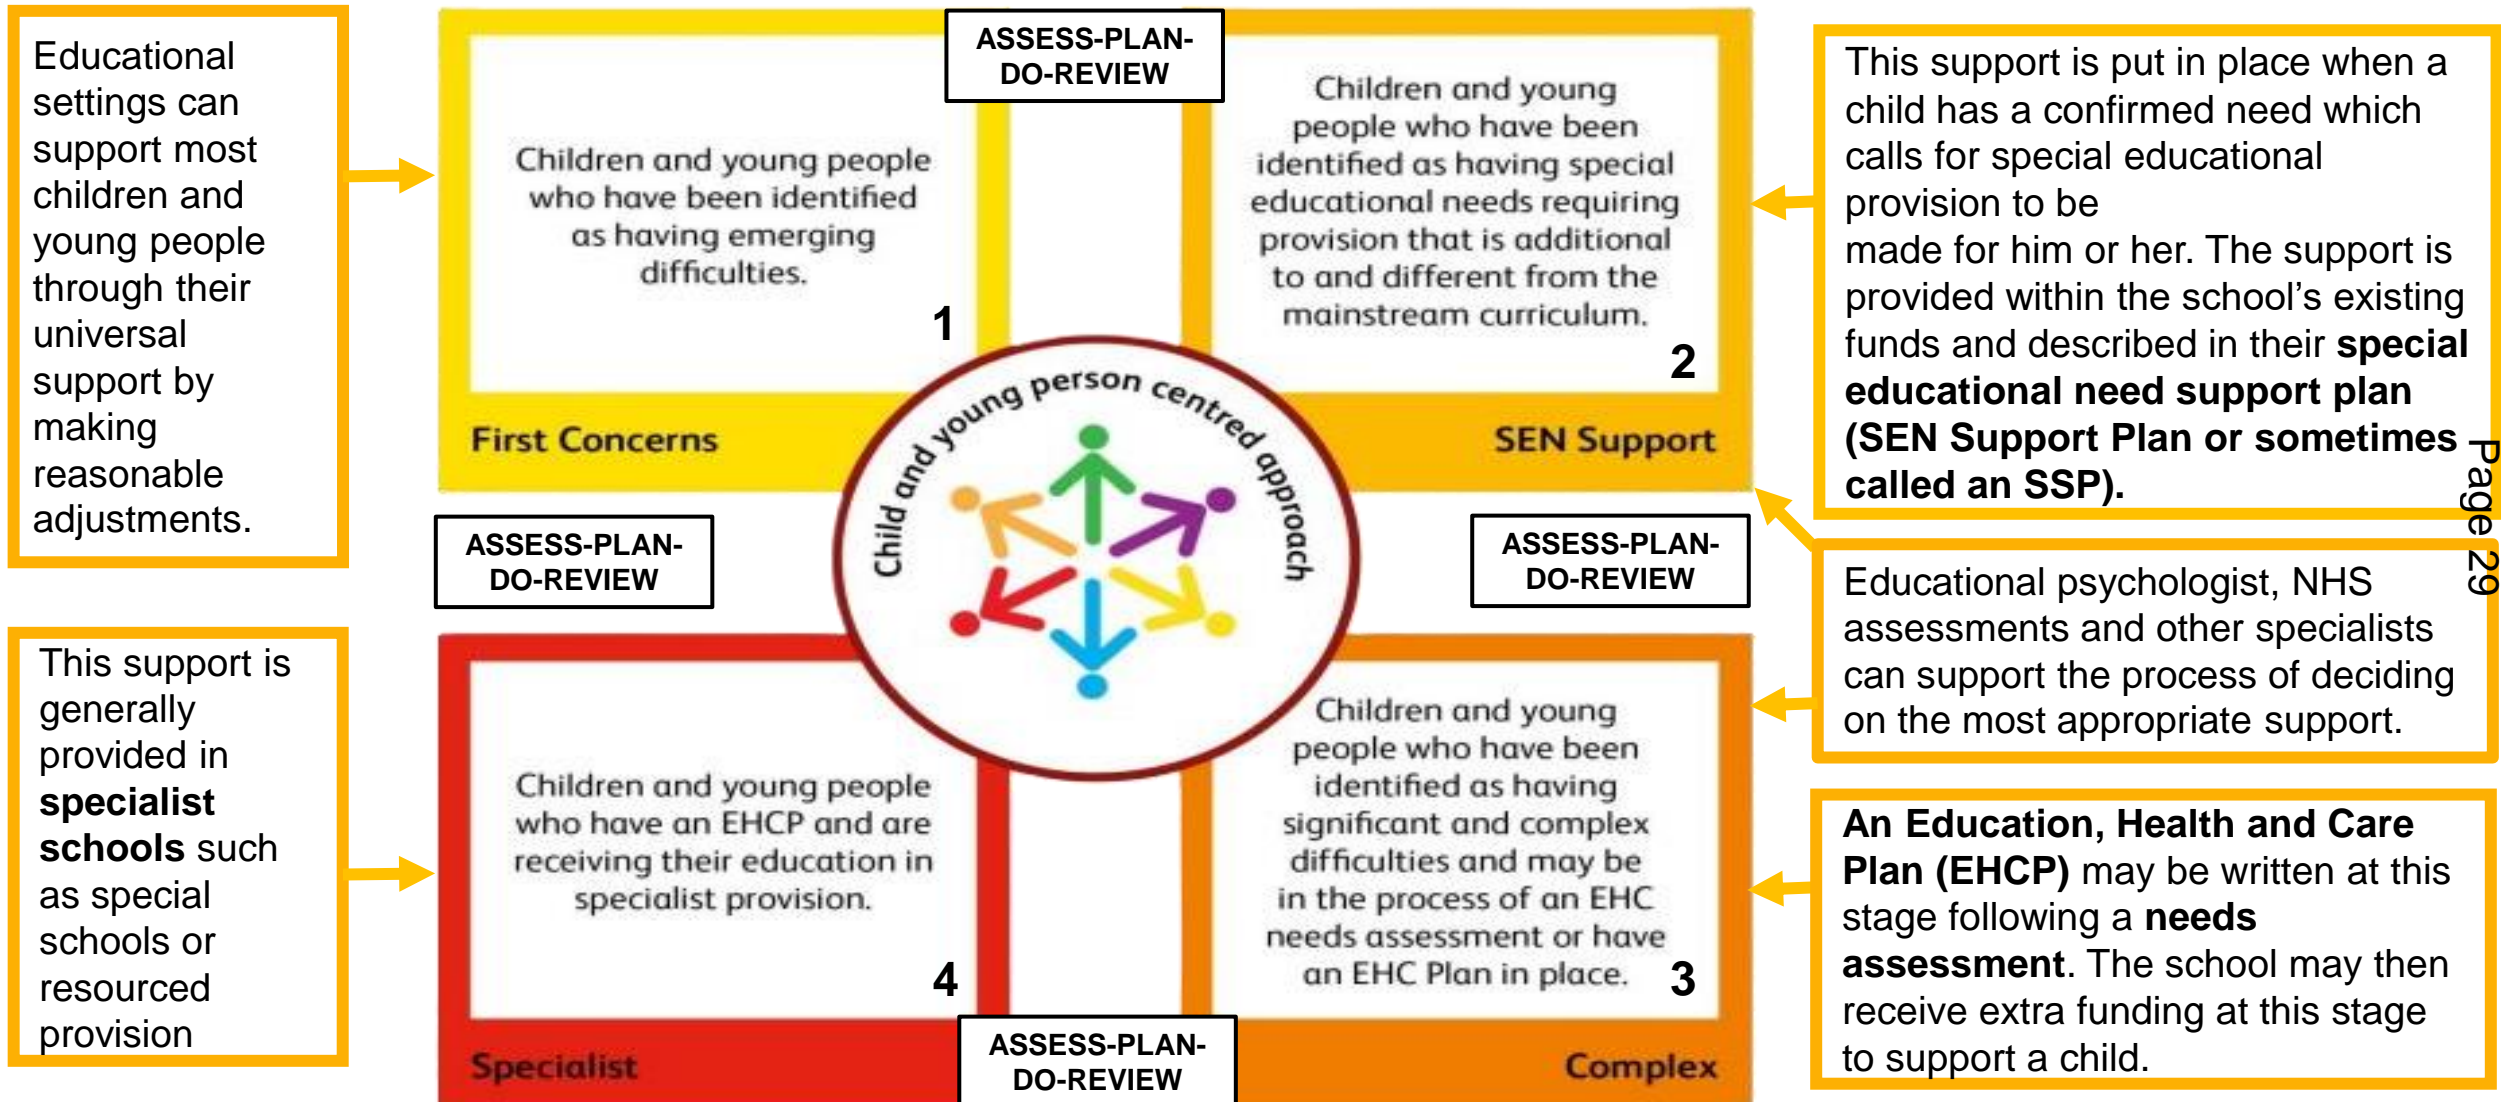 Educational
settings can
support most
children and
young people
through their
universal
support by
making
reasonable
adjustments.
ASSESS-PLAN-
DO-REVIEW
Children and young people
who have been identified
as having emerging
difficulties.
1
First Concerns
Children and young
people who have been
identified as having special
educational needs requiring
provision that is additional
to and different from the
mainstream curriculum.
2
SEN Support
This support is put in place when a
child has a confirmed need which
calls for special educational
provision to be
made for him or her. The support is
provided within the school’s existing
funds and described in their special
educational need support plan
(SEN Support Plan or sometimes
called an SSP).
Page 29
Child and young person centred approach
ASSESS-PLAN-
DO-REVIEW
ASSESS-PLAN-
DO-REVIEW
Educational psychologist, NHS
assessments and other specialists
can support the process of deciding
on the most appropriate support.
This support is
generally
provided in
specialist
schools such
as special
schools or
resourced
provision
Children and young people
who have an EHCP and are
receiving their education in
specialist provision.
4
Specialist
Children and young
people who have been
identified as having
significant and complex
difficulties and may be
in the process of an EHC
needs assessment or have
an EHC Plan in place.
3
Complex
ASSESS-PLAN-
DO-REVIEW
An Education, Health and Care
Plan (EHCP) may be written at this
stage following a needs
assessment. The school may then
receive extra funding at this stage
to support a child.